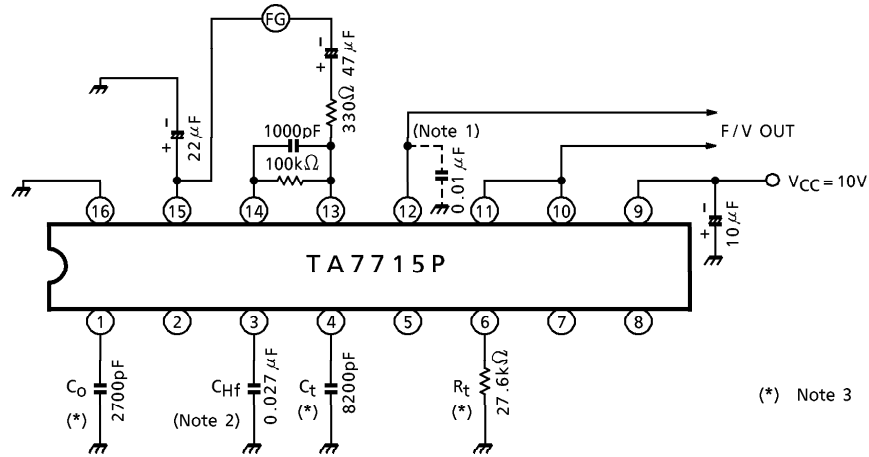 FG
− + 47 μF
330Ω
− + 22 μF
1000pF
100kΩ
(Note 1)
0.01 μF
F / V OUT
VCC = 10V
− + 10 μF
16 15 14 13 12 11 10 9
TA7715P
1 2 3 4 5 6 7 8
Co (*) 2700pF
CHf (Note 2) 0.027 μF
Ct (*) 8200pF
Rt (*) 27.6kΩ
(*) Note 3